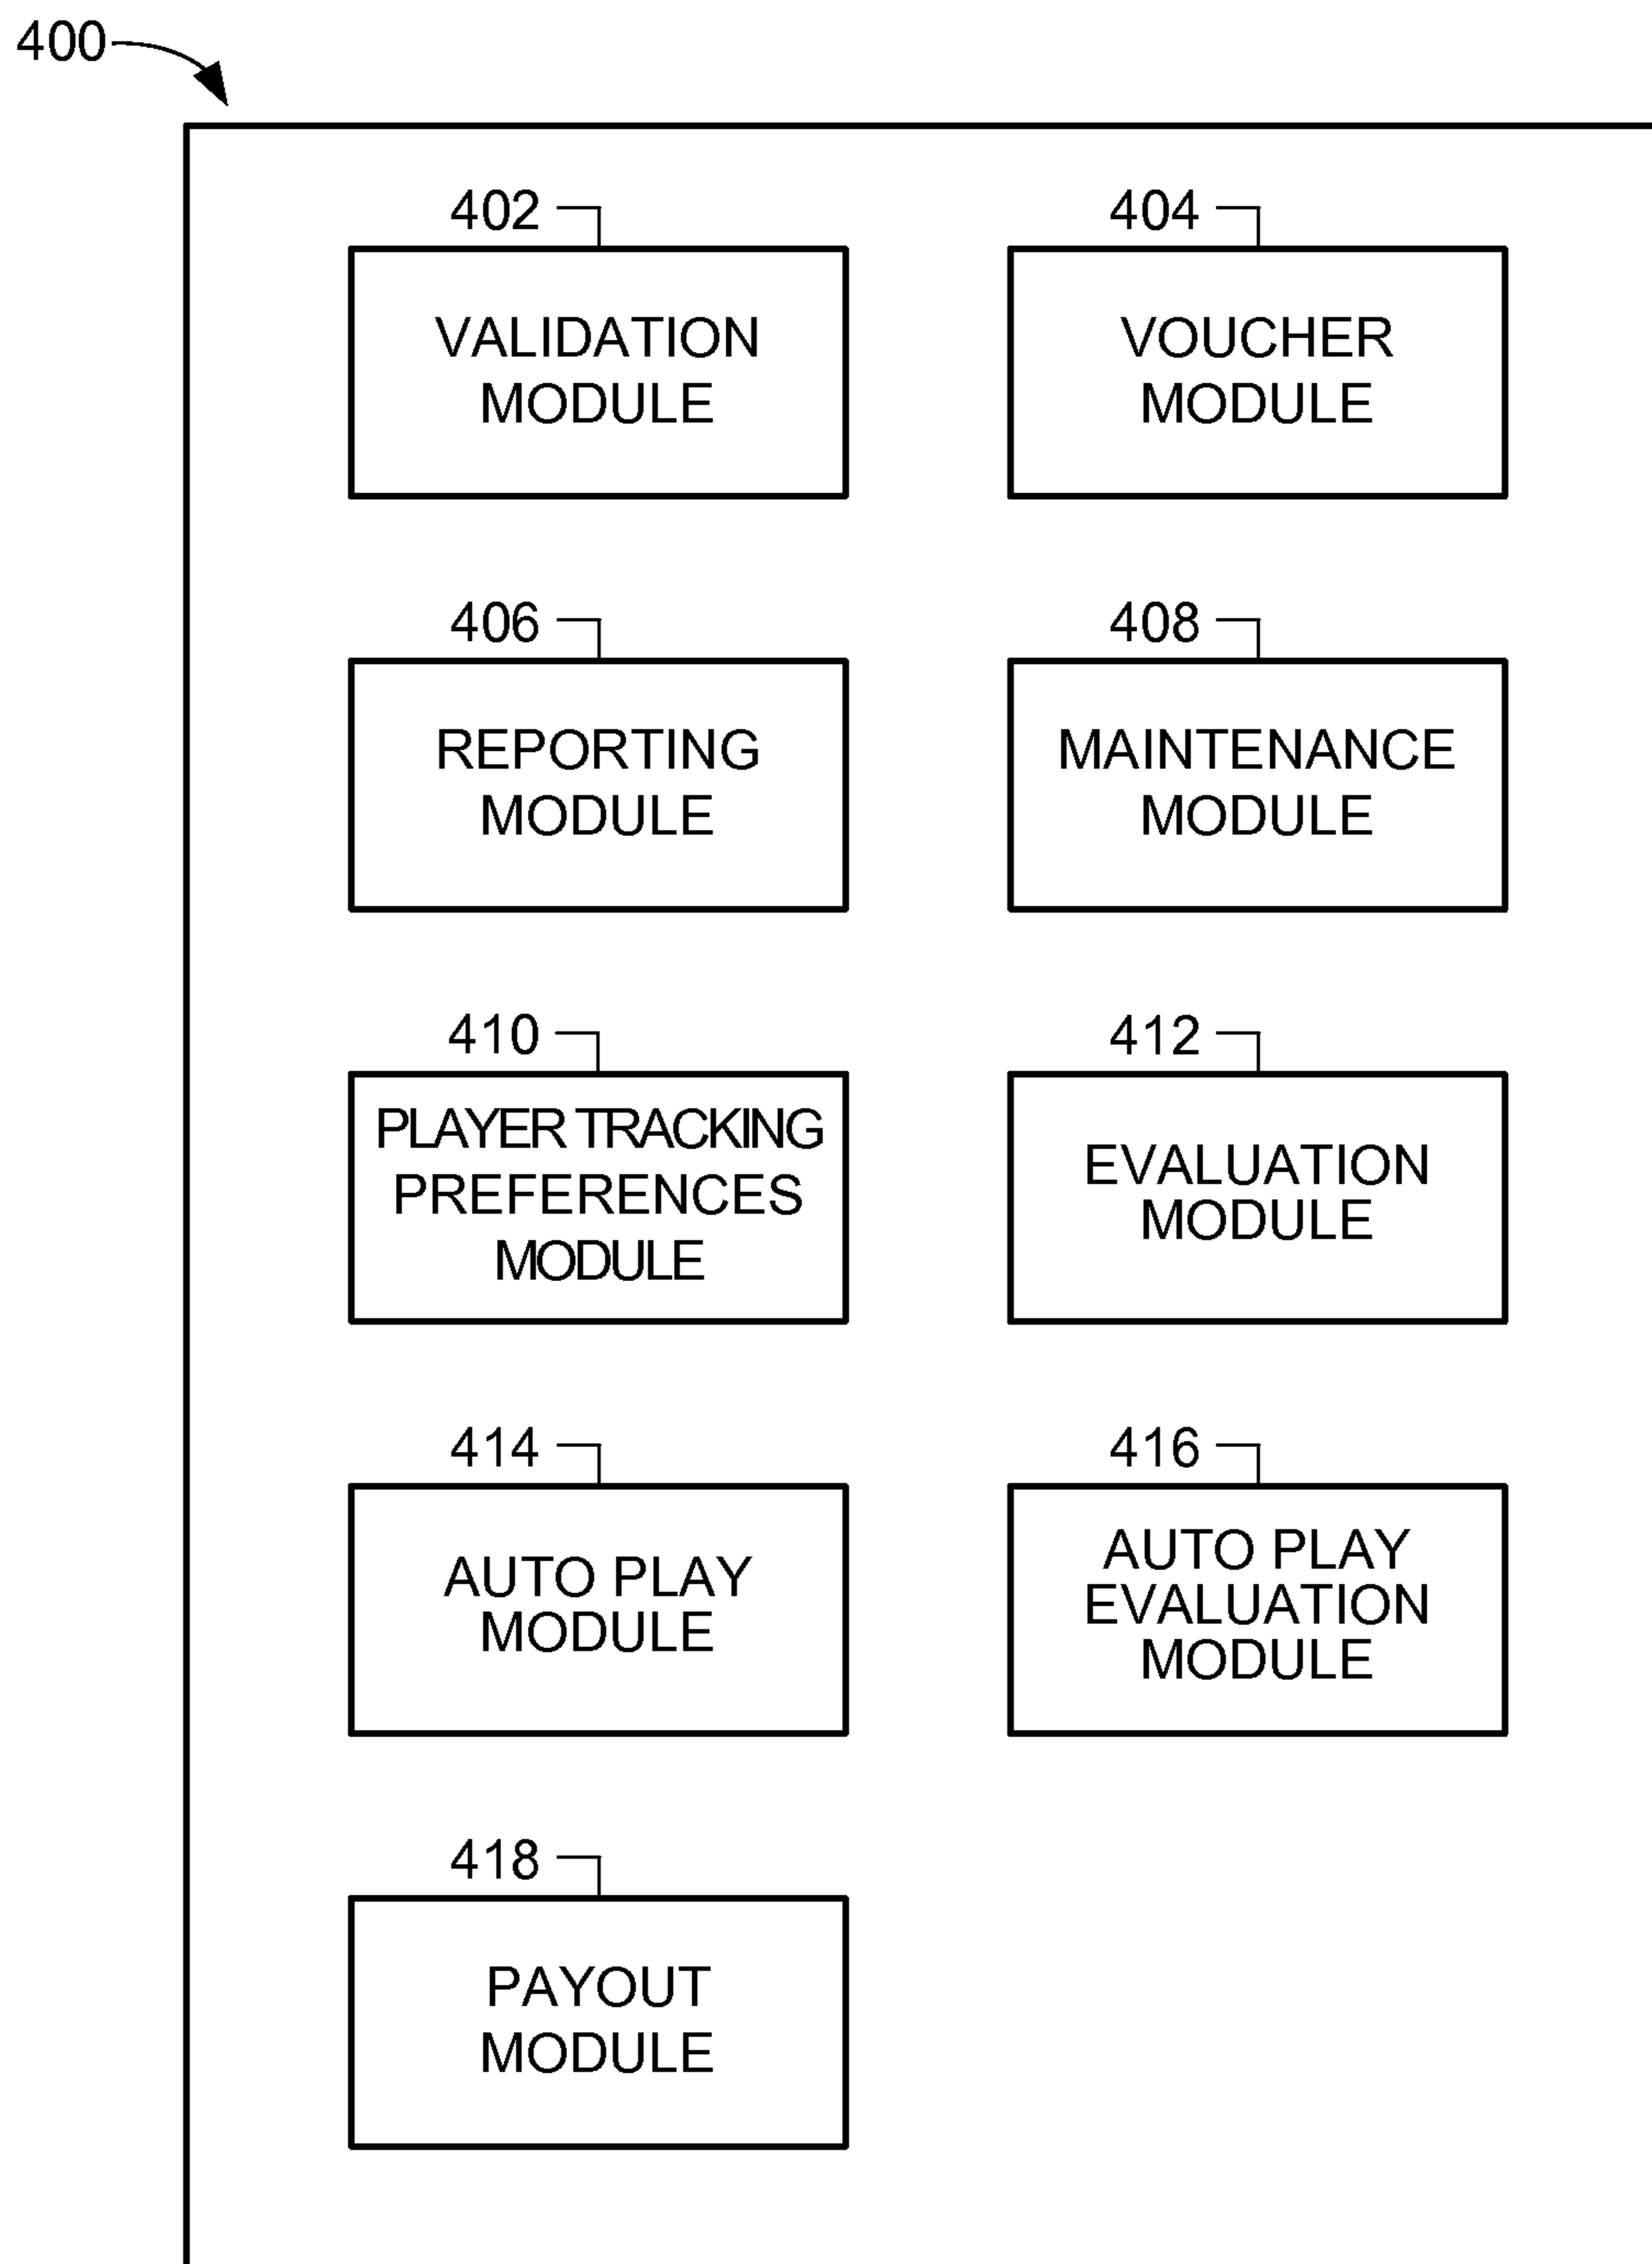 400
402
VALIDATION
MODULE
404
VOUCHER
MODULE
406
REPORTING
MODULE
408
MAINTENANCE
MODULE
410
PLAYER TRACKING
PREFERENCES
MODULE
412
EVALUATION
MODULE
414
AUTO PLAY
MODULE
416
AUTO PLAY
EVALUATION
MODULE
418
PAYOUT
MODULE